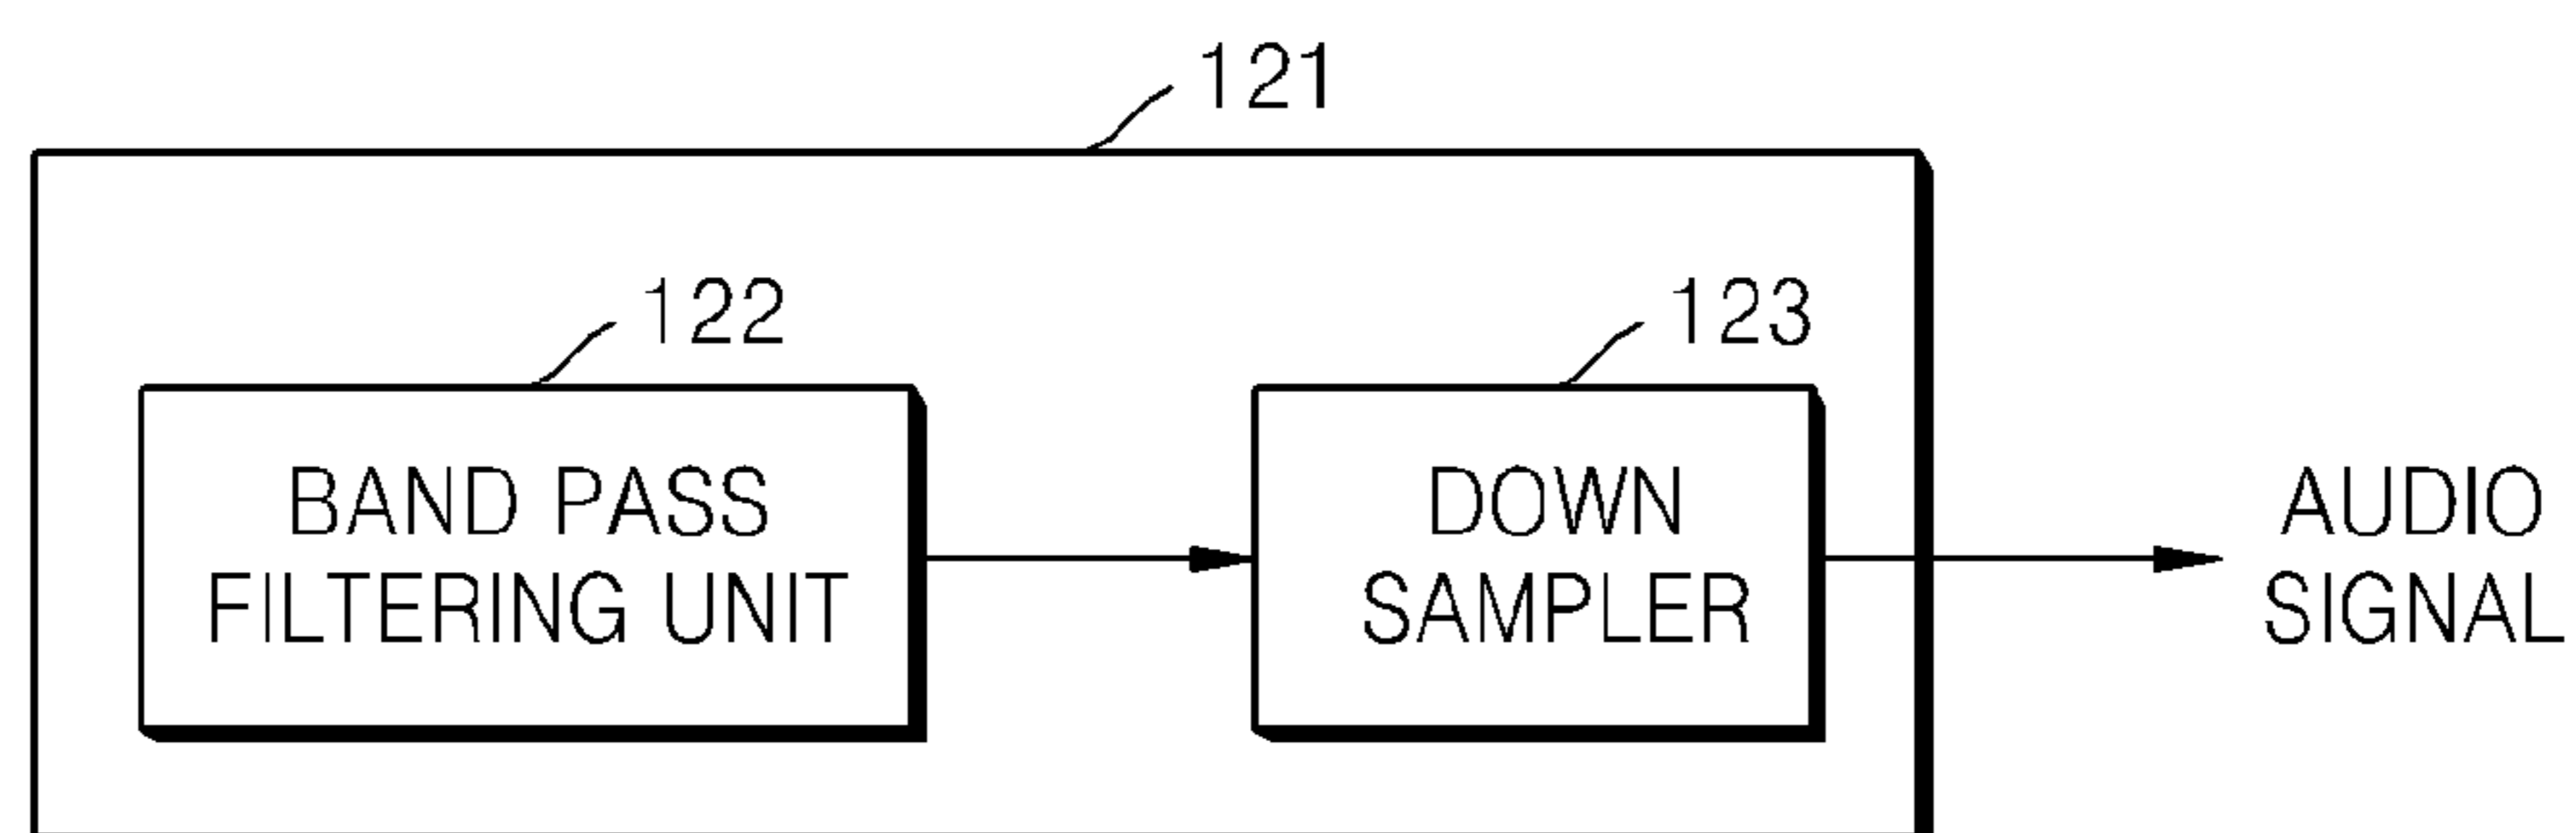 121
122
123
BAND PASS
FILTERING UNIT
DOWN
SAMPLER
AUDIO
SIGNAL